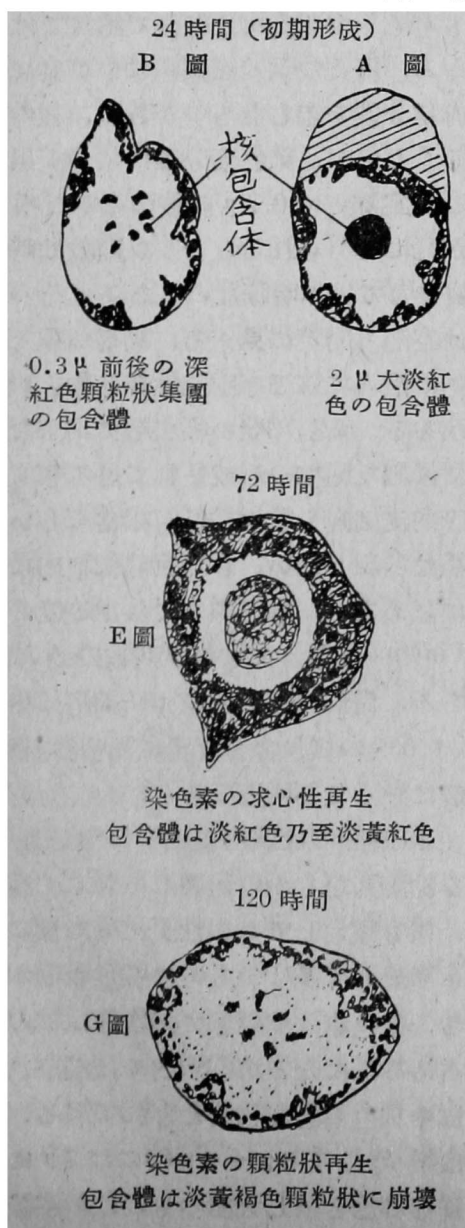 24時間（初期形成）
B 圖
A 圖
核包含体
0.3μ 前後の深
紅色顆粒狀集團
の包含體
2μ大淡紅
色の包含體
72時間
E圖
染色素の求心性再生
包含體は淡紅色乃至淡黃紅色
120時間
G圖
染色素の顆粒狀再生
包含體は淡黃褐色顆粒狀に崩壞